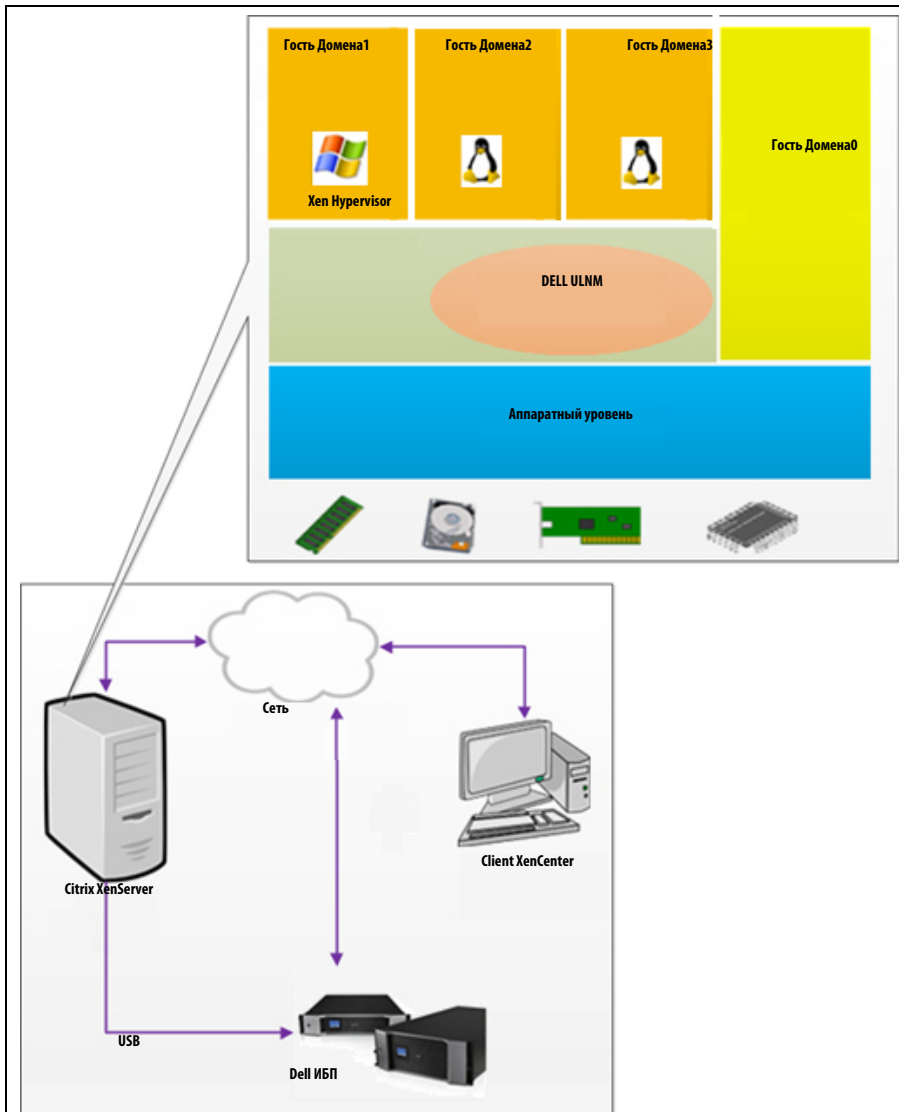 Гость Домена1
Гость Домена2
Гость Домена3
Гость Домена0
Xen Hypervisor
DELL ULNM
Аппаратный уровень
Сеть
Client XenCenter
Citrix XenServer
USB
Dell ИБП